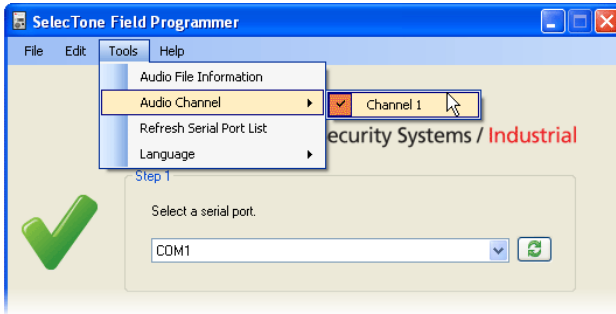 SelecTone Field Programmer
File Edit Tools Help
Audio File Information
Audio Channel
Channel 1
Refresh Serial Port List
ecurity Systems / Industrial
Language
Step 1
Select a serial port.
COM1